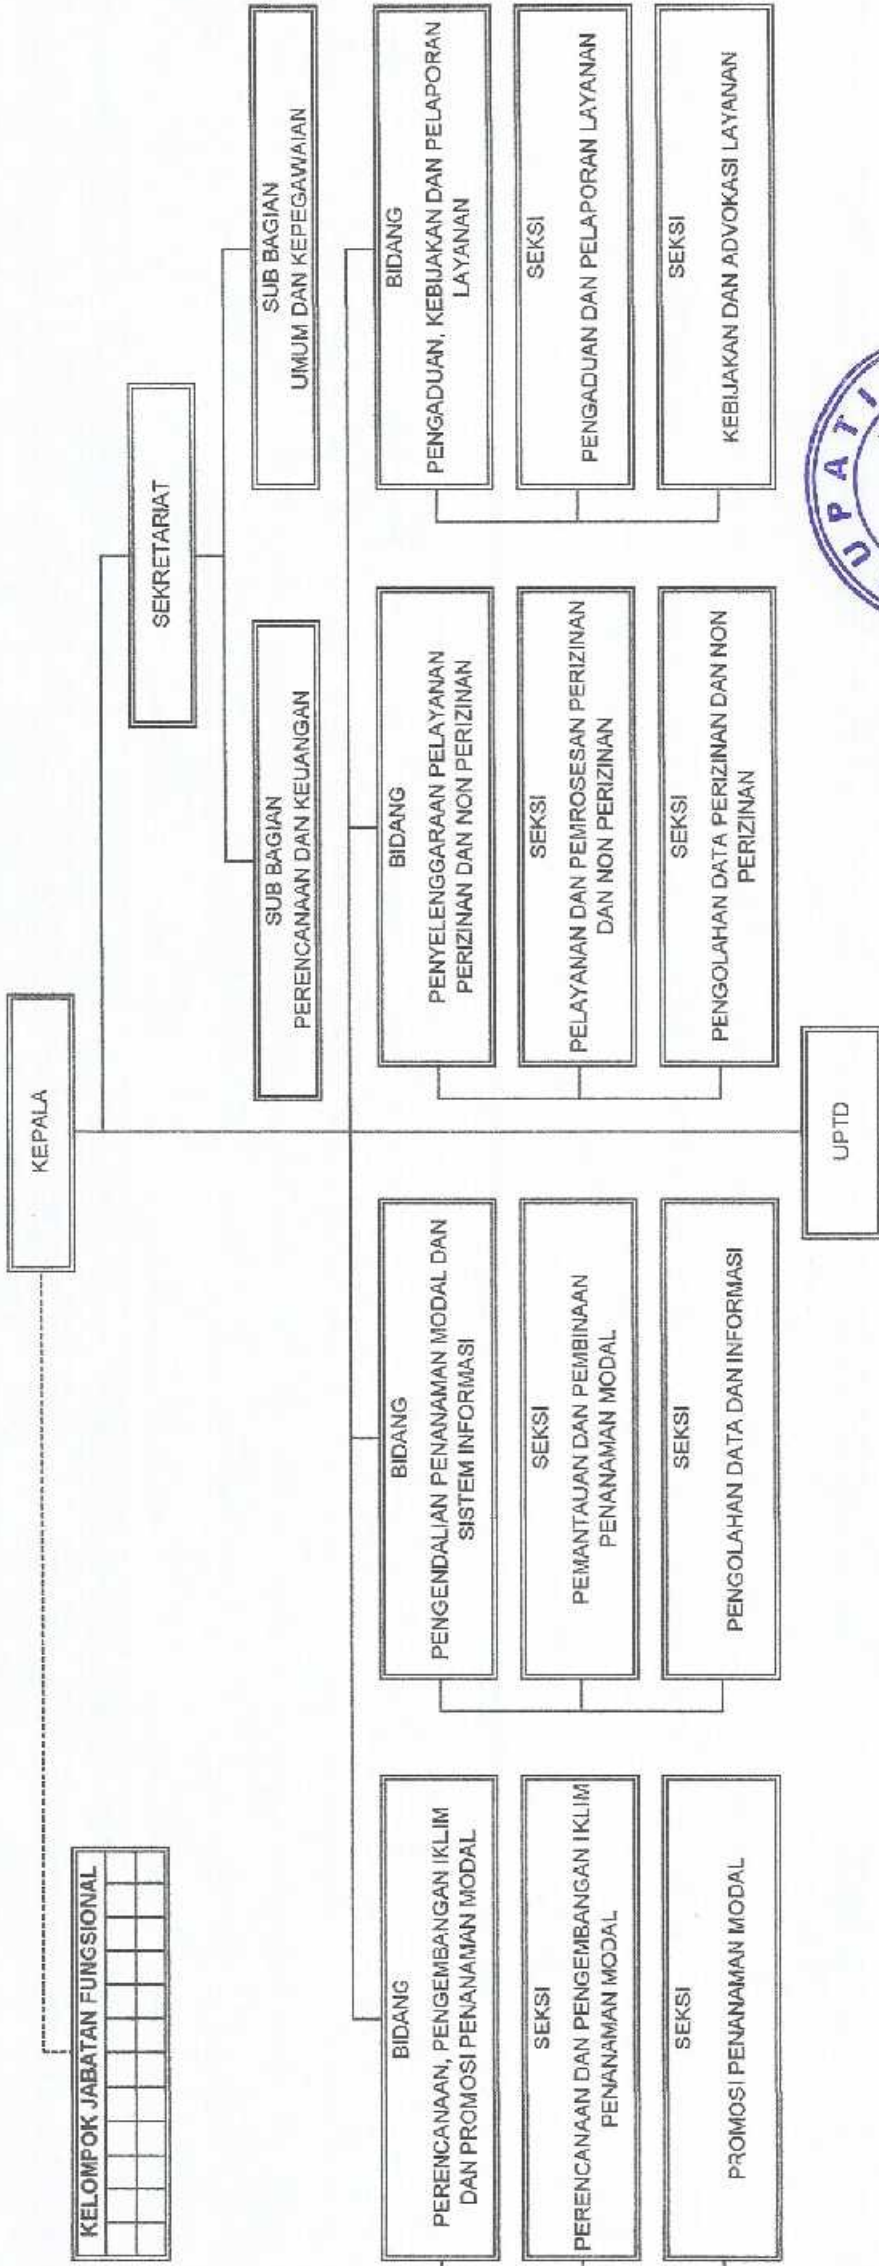 KEPALA
KELOMPOK JABATAN FUNGSIONAL
SEKRETARIAT
SUB BAGIAN
PERENCANAAN DAN KEUANGAN
SUB BAGIAN
UMUM DAN KEPEGAWAIAN
BIDANG
PERENCANAAN, PENGEMBANGAN IKLIM
DAN PROMOSI PENANAMAN MODAL
SEKSI
PERENCANAAN DAN PENGEMBANGAN IKLIM
PENANAMAN MODAL
SEKSI
PROMOSI PENANAMAN MODAL
BIDANG
PENGENDALIAN PENANAMAN MODAL DAN
SISTEM INFORMASI
SEKSI
PEMANTAUAN DAN PEMBINAAN
PENANAMAN MODAL
SEKSI
PENGOLAHAN DATA DAN INFORMASI
BIDANG
PENYELENGGARAAN PELAYANAN
PERIZINAN DAN NON PERIZINAN
SEKSI
PELAYANAN DAN PEMROSESAN PERIZINAN
DAN NON PERIZINAN
SEKSI
PENGOLAHAN DATA PERIZINAN DAN NON
PERIZINAN
BIDANG
PENGADUAN, KEBIJAKAN DAN PELAPORAN
LAYANAN
SEKSI
PENGADUAN DAN PELAPORAN LAYANAN
SEKSI
KEBIJAKAN DAN ADVOKASI LAYANAN
UPTD
UPATI